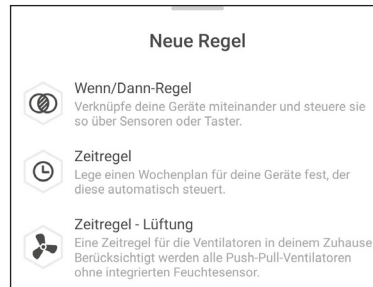 Neue Regel
Wenn/Dann-Regel
Verknüpfe deine Geräte miteinander und steuere sie
so über Sensoren oder Taster.
Zeitregel
Lege einen Wochenplan für deine Geräte fest, der
diese automatisch steuert.
Zeitregel - Lüftung
Eine Zeitregel für die Ventilatoren in deinem Zuhause
Berücksichtigt werden alle Push-Pull-Ventilatoren
ohne integrierten Feuchtesensor.